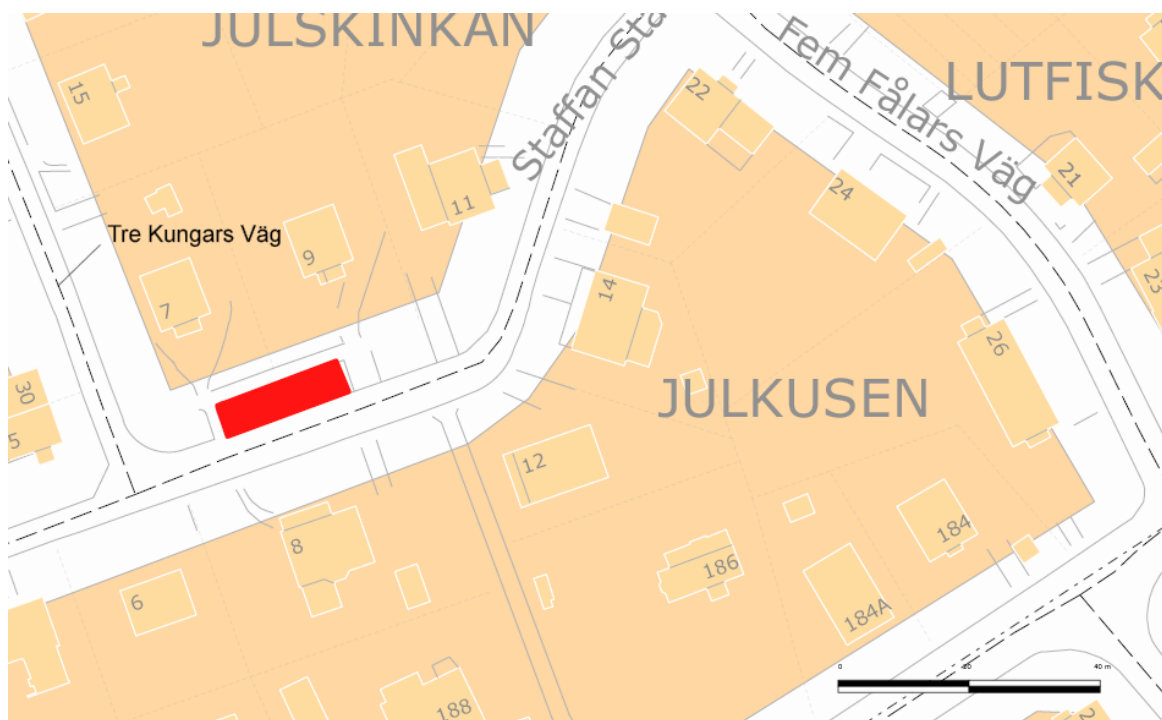 JULSKINKAN
Staffan Sta
Fem Fålars Väg
LUTFISK
15
22
21
24
11
Tre Kungars Väg
9
7
14
23
26
30
5
JULKUSEN
12
8
184
186
6
184A
188
0 20 40 m